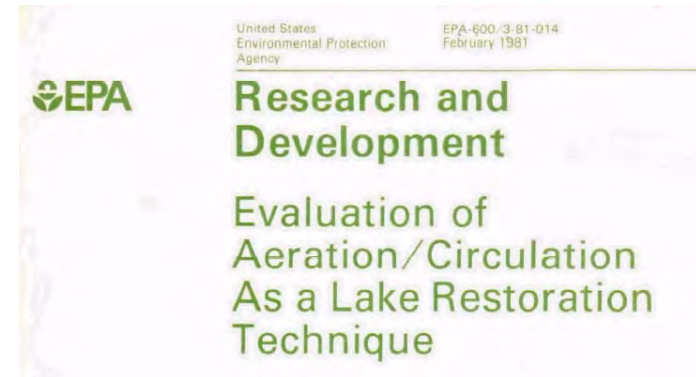 United States
Environmental Protection
Agency
EPA-600/3-81-014
February 1981
EPA
Research and
Development
Evaluation of
Aeration/Circulation
As a Lake Restoration
Technique